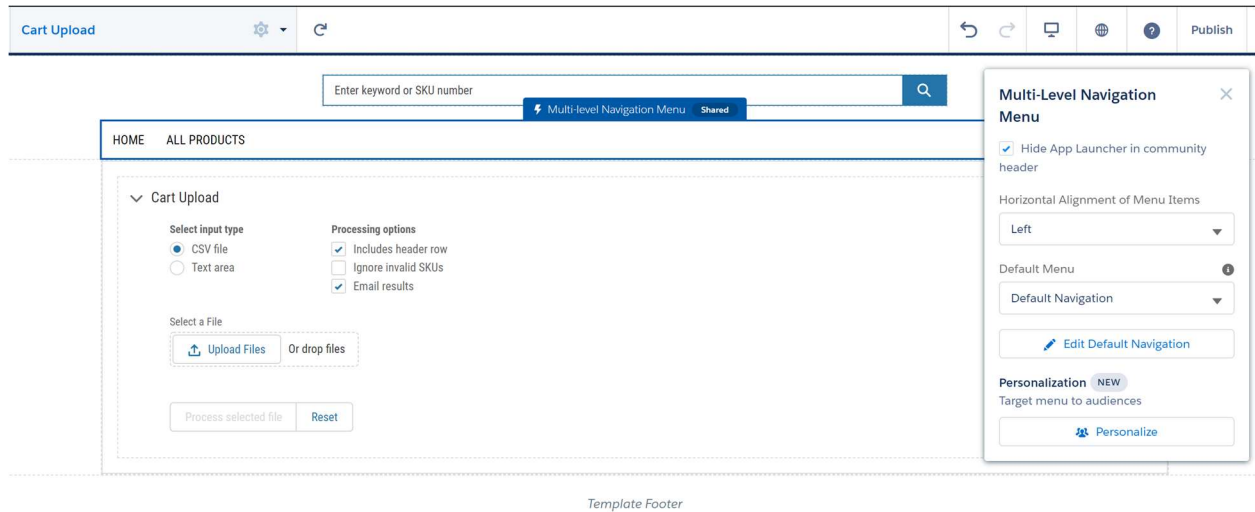 Cart Upload
Publish
Enter keyword or SKU number
Multi-level Navigation Menu Shared
HOME ALL PRODUCTS
Cart Upload
Select input type
CSV file
Text area
Processing options
Includes header row
Ignore invalid SKUs
Email results
Select a File
Upload Files Or drop files
Process selected file Reset
Multi-Level Navigation
Menu
Hide App Launcher in community
header
Horizontal Alignment of Menu Items
Left
Default Menu
Default Navigation
Edit Default Navigation
Personalization NEW
Target menu to audiences
Personalize
Template Footer